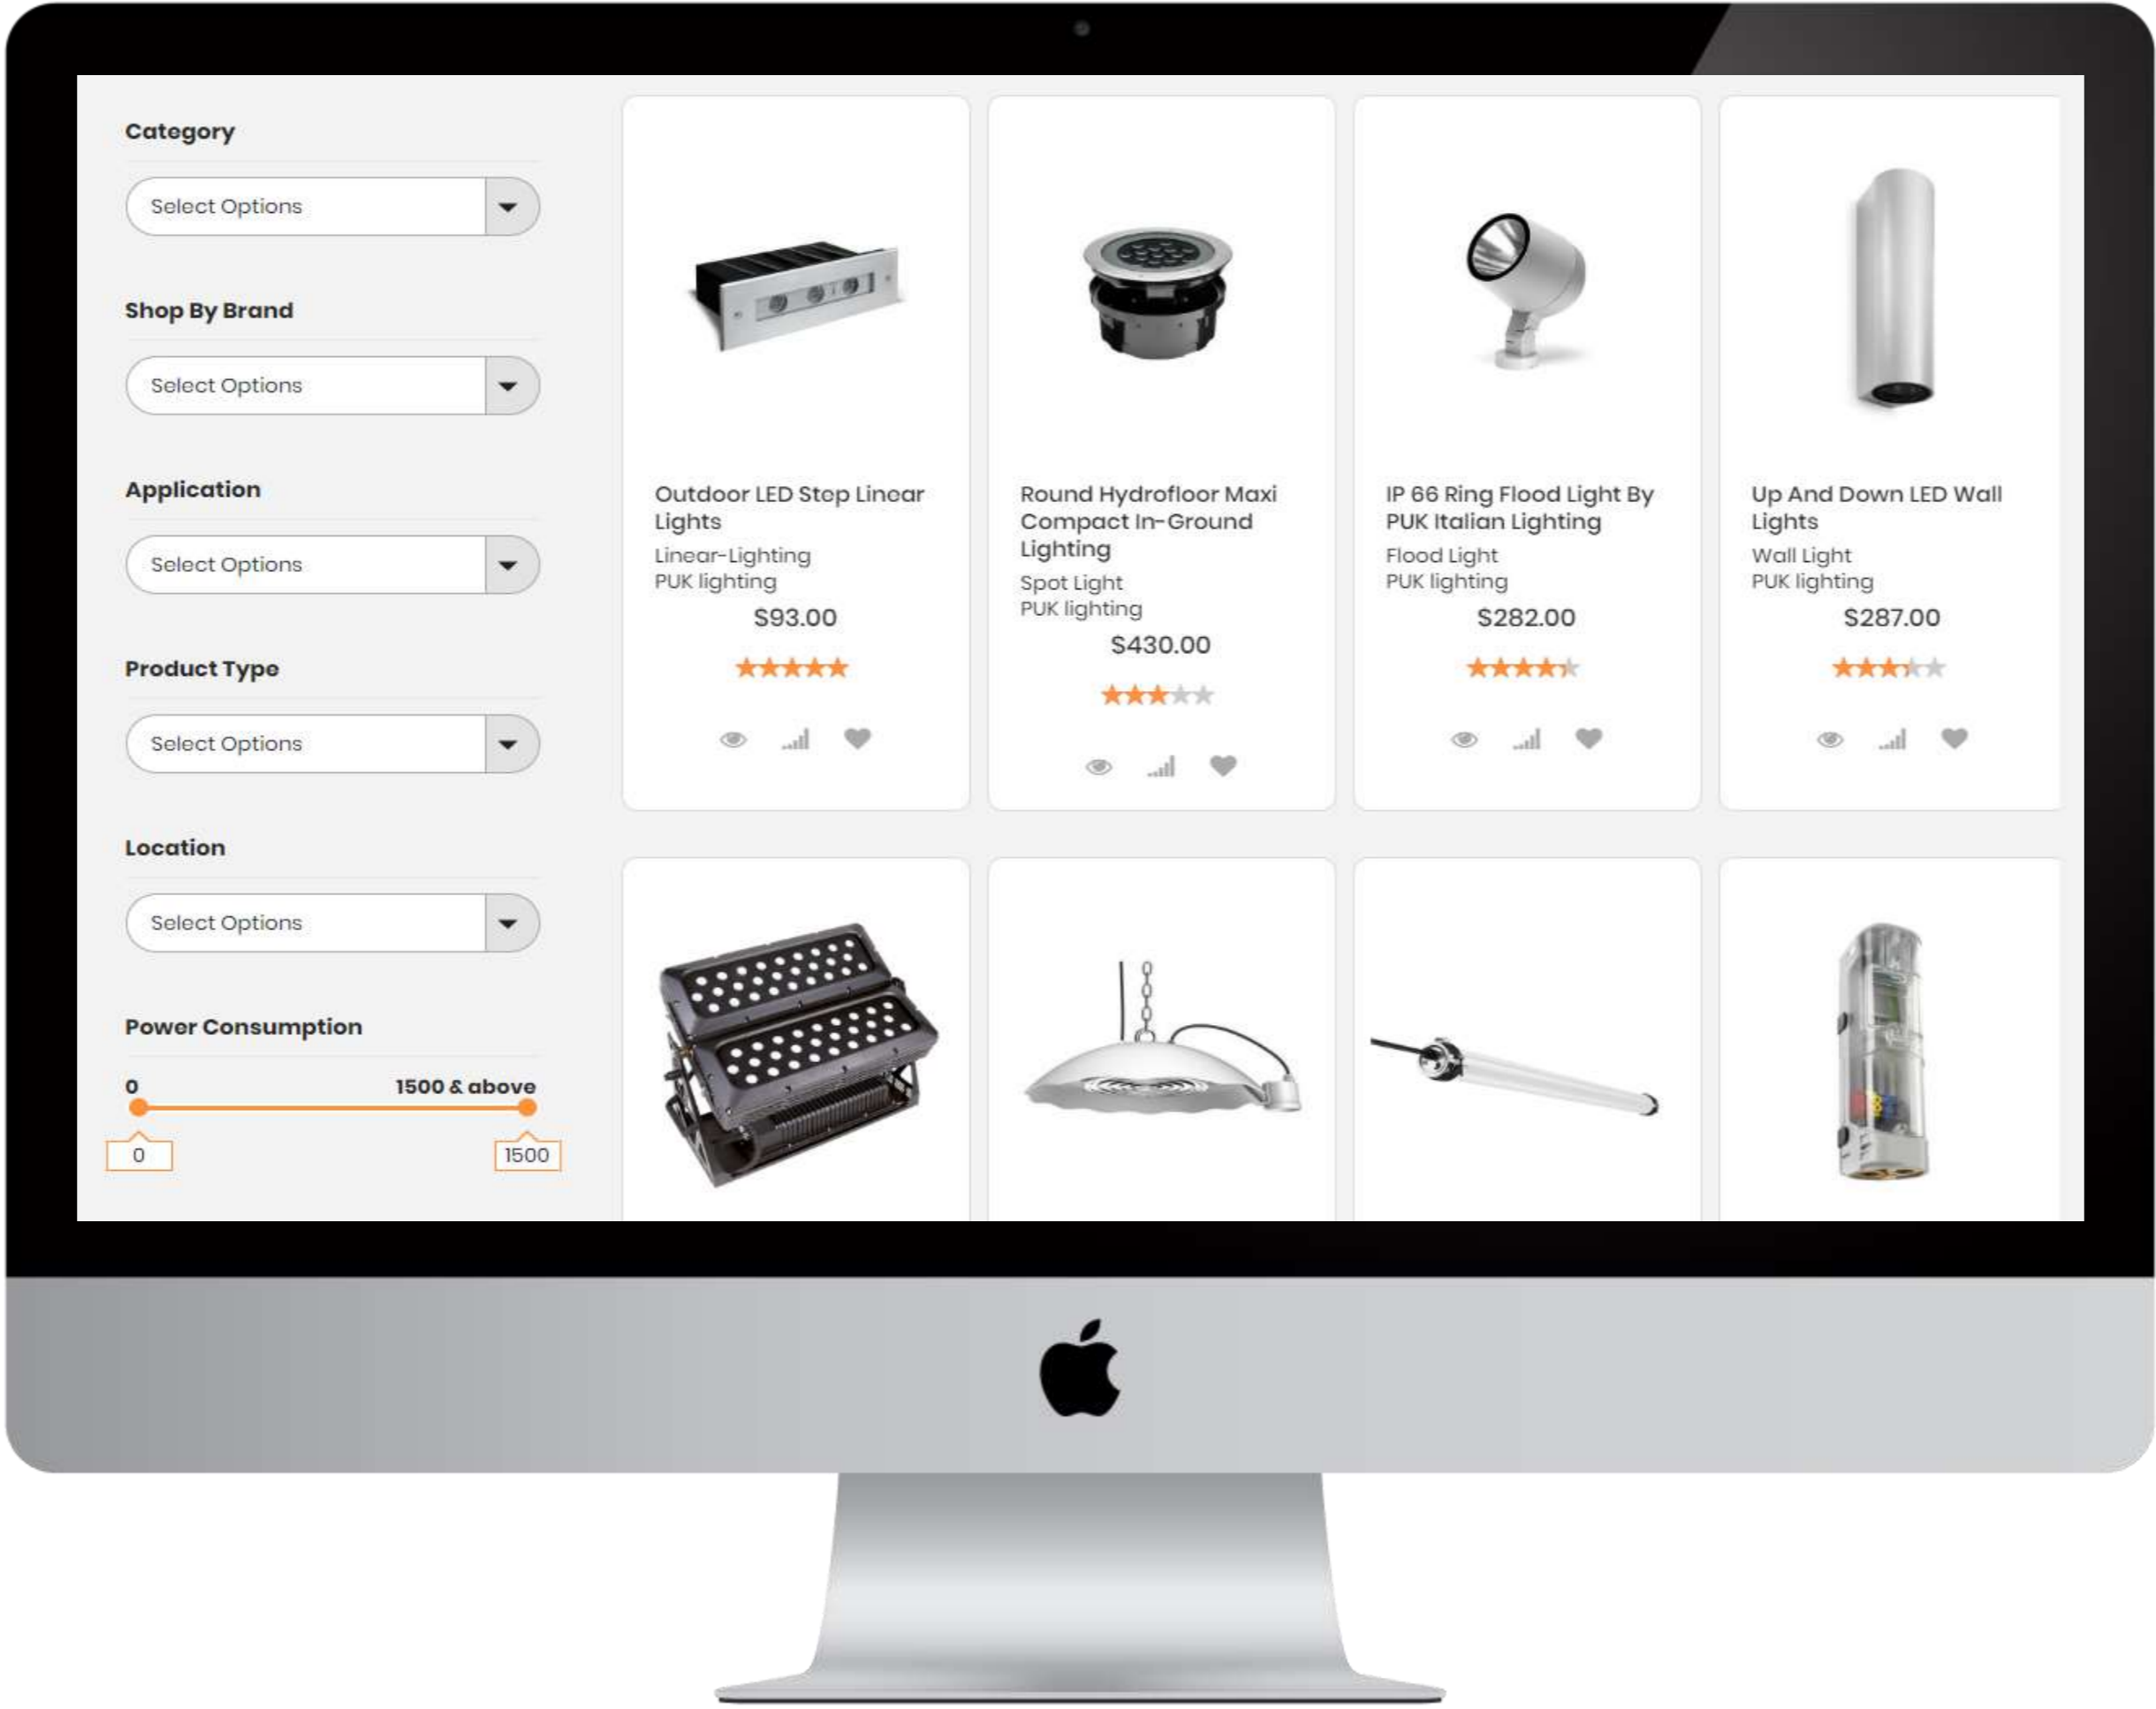 Category
Select Options
Shop By Brand
Select Options
Application
Select Options
Product Type
Select Options
Location
Select Options
Power Consumption
0
1500 & above
0
1500
Outdoor LED Step Linear
Lights
Linear-Lighting
PUK lighting
$93.00
Round Hydrofloor Maxi
Compact In-Ground
Lighting
Spot Light
PUK lighting
$430.00
IP 66 Ring Flood Light By
PUK Italian Lighting
Flood Light
PUK lighting
$282.00
Up And Down LED Wall
Lights
Wall Light
PUK lighting
$287.00